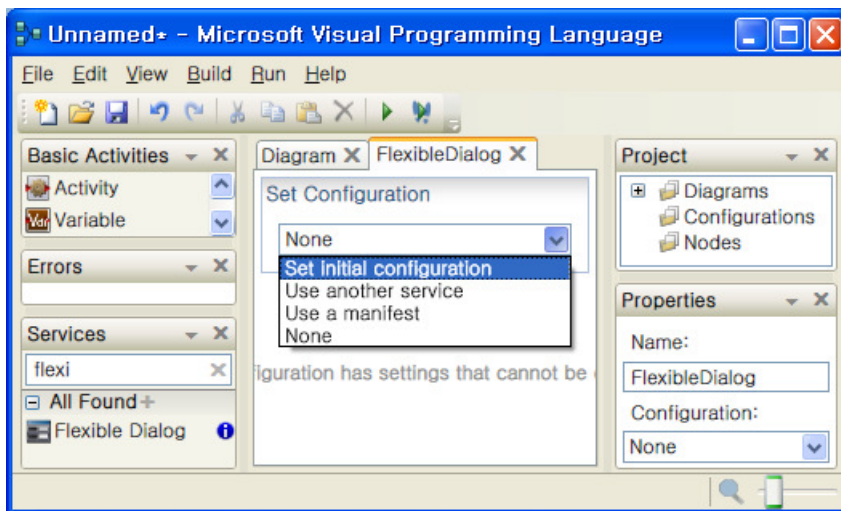 Unnamed* - Microsoft Visual Programming Language
File Edit View Build Run Help
Basic Activities
Activity
Var Variable
Errors
Services
flexi
All Found
Flexible Dialog
Diagram FlexibleDialog
Set Configuration
None
Set initial configuration
Use another service
Use a manifest
None
figuration has settings that cannot be
Project
Diagrams
Configurations
Nodes
Properties
Name:
FlexibleDialog
Configuration:
None